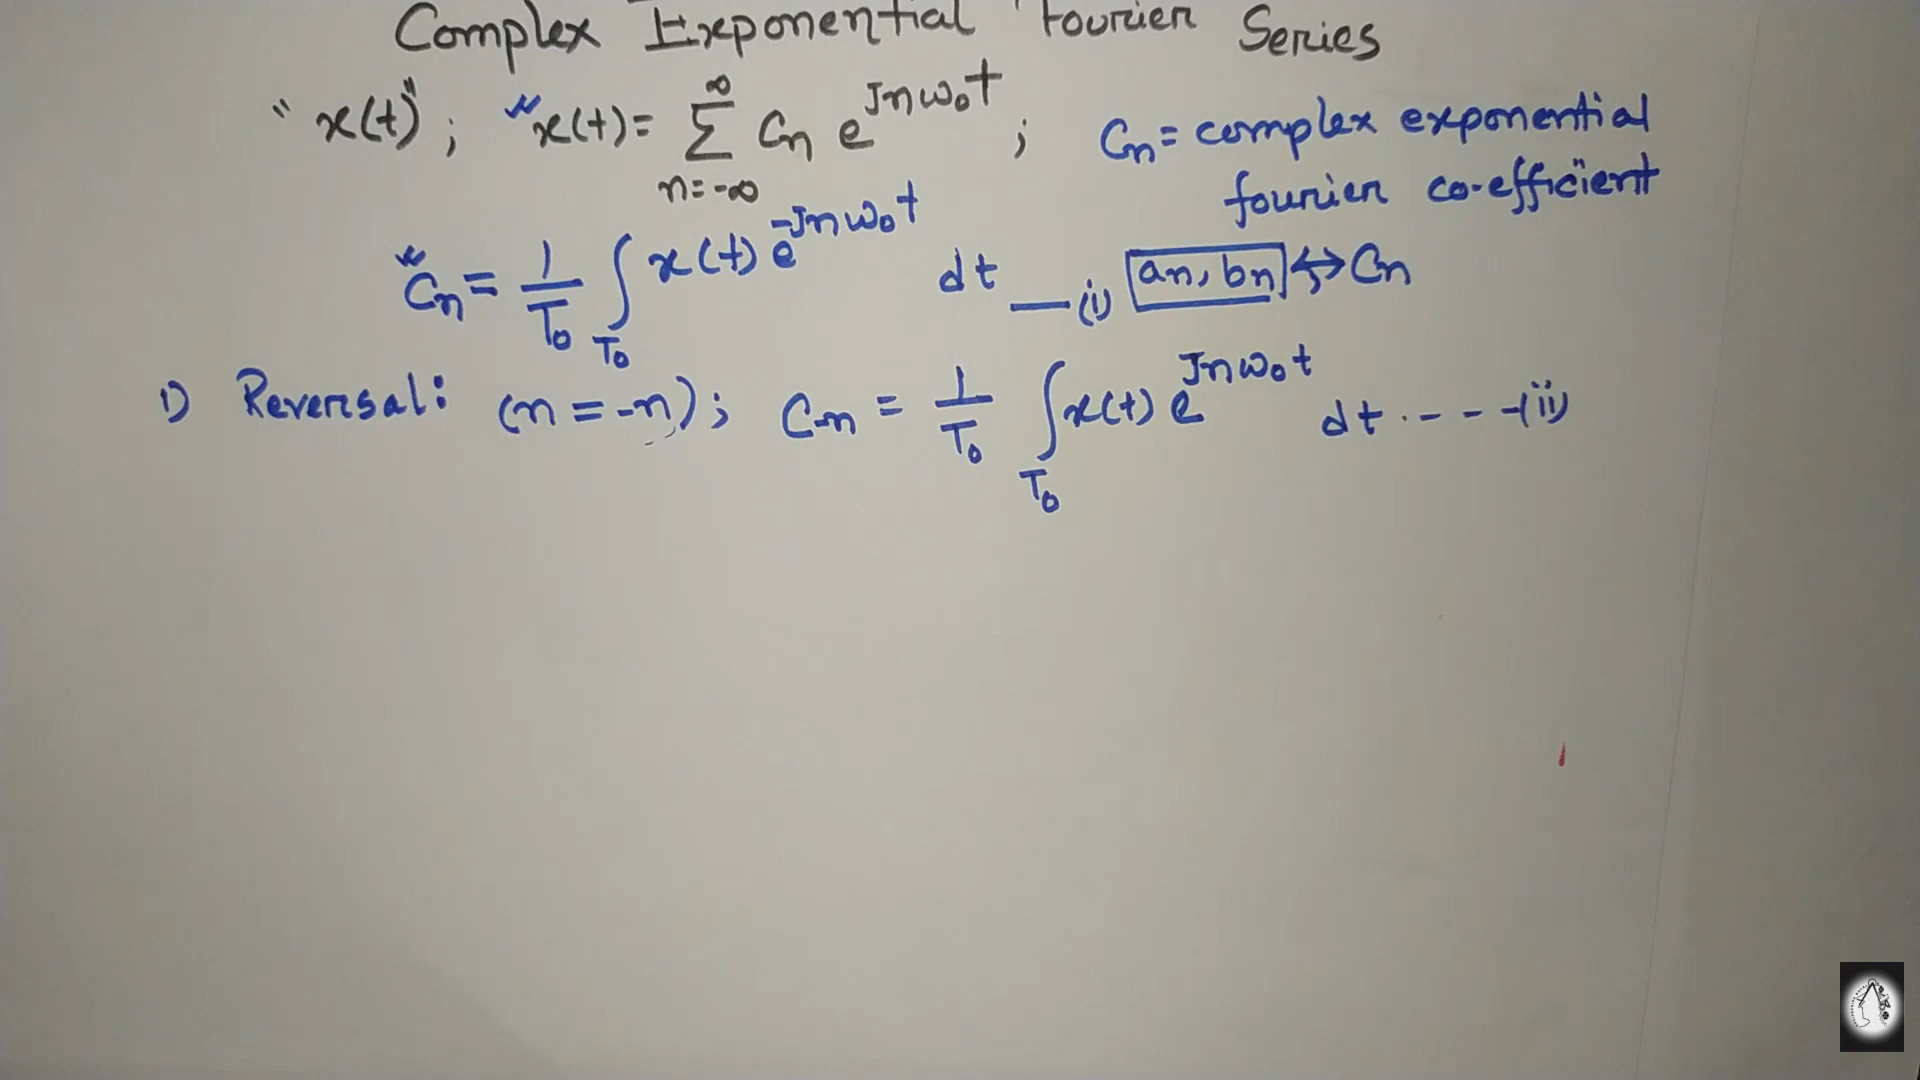 Complex Exponential Fourier Series
"x(t)"; x(t) = ∑_{n=-∞}^{∞} Cn e^{Jnω₀t} ; Cn = complex exponential
fourier co-efficient
Cn = 1/T₀ ∫_{T₀} x(t) e^{-Jnω₀t} dt — (i) an, bn ↔ Cn
1) Reversal: (n = -n); C-n = 1/T₀ ∫_{T₀} x(t) e^{Jnω₀t} dt - - - -(ii)